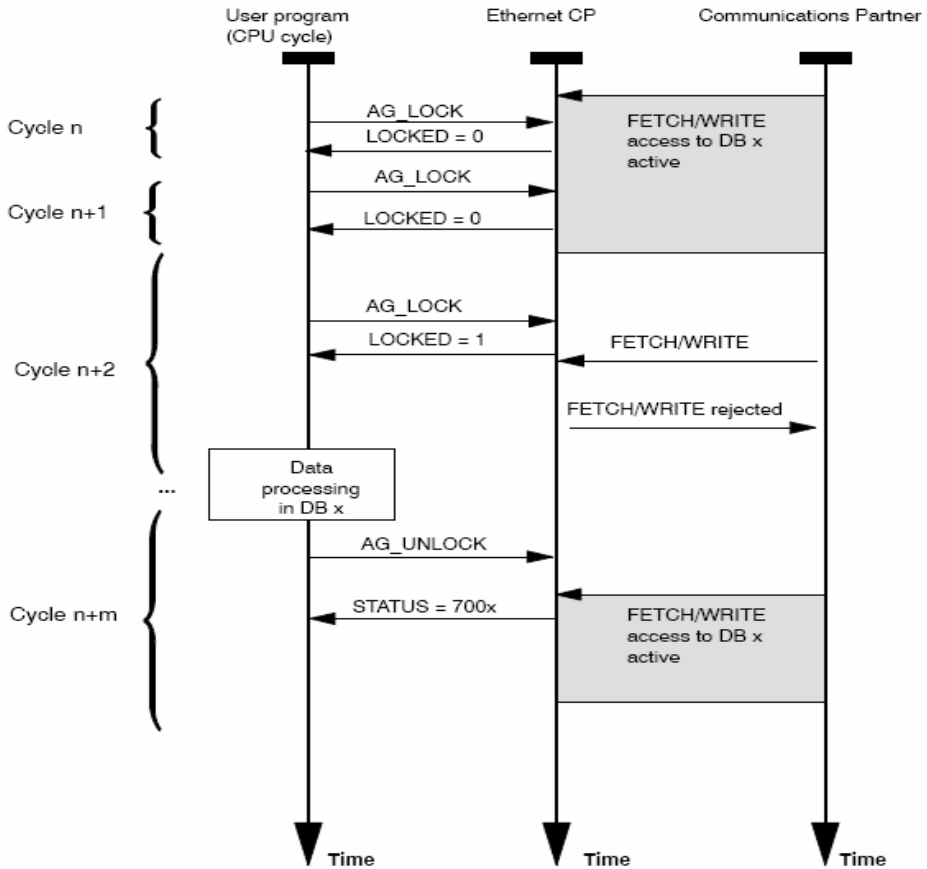 User program
(CPU cycle)
Ethernet CP
Communications Partner
Cycle n
AG_LOCK
LOCKED = 0
FETCH/WRITE
access to DB x
active
Cycle n+1
AG_LOCK
LOCKED = 0
Cycle n+2
AG_LOCK
LOCKED = 1
FETCH/WRITE
FETCH/WRITE rejected
...
Data
processing
in DB x
Cycle n+m
AG_UNLOCK
STATUS = 700x
FETCH/WRITE
access to DB x
active
Time
Time
Time